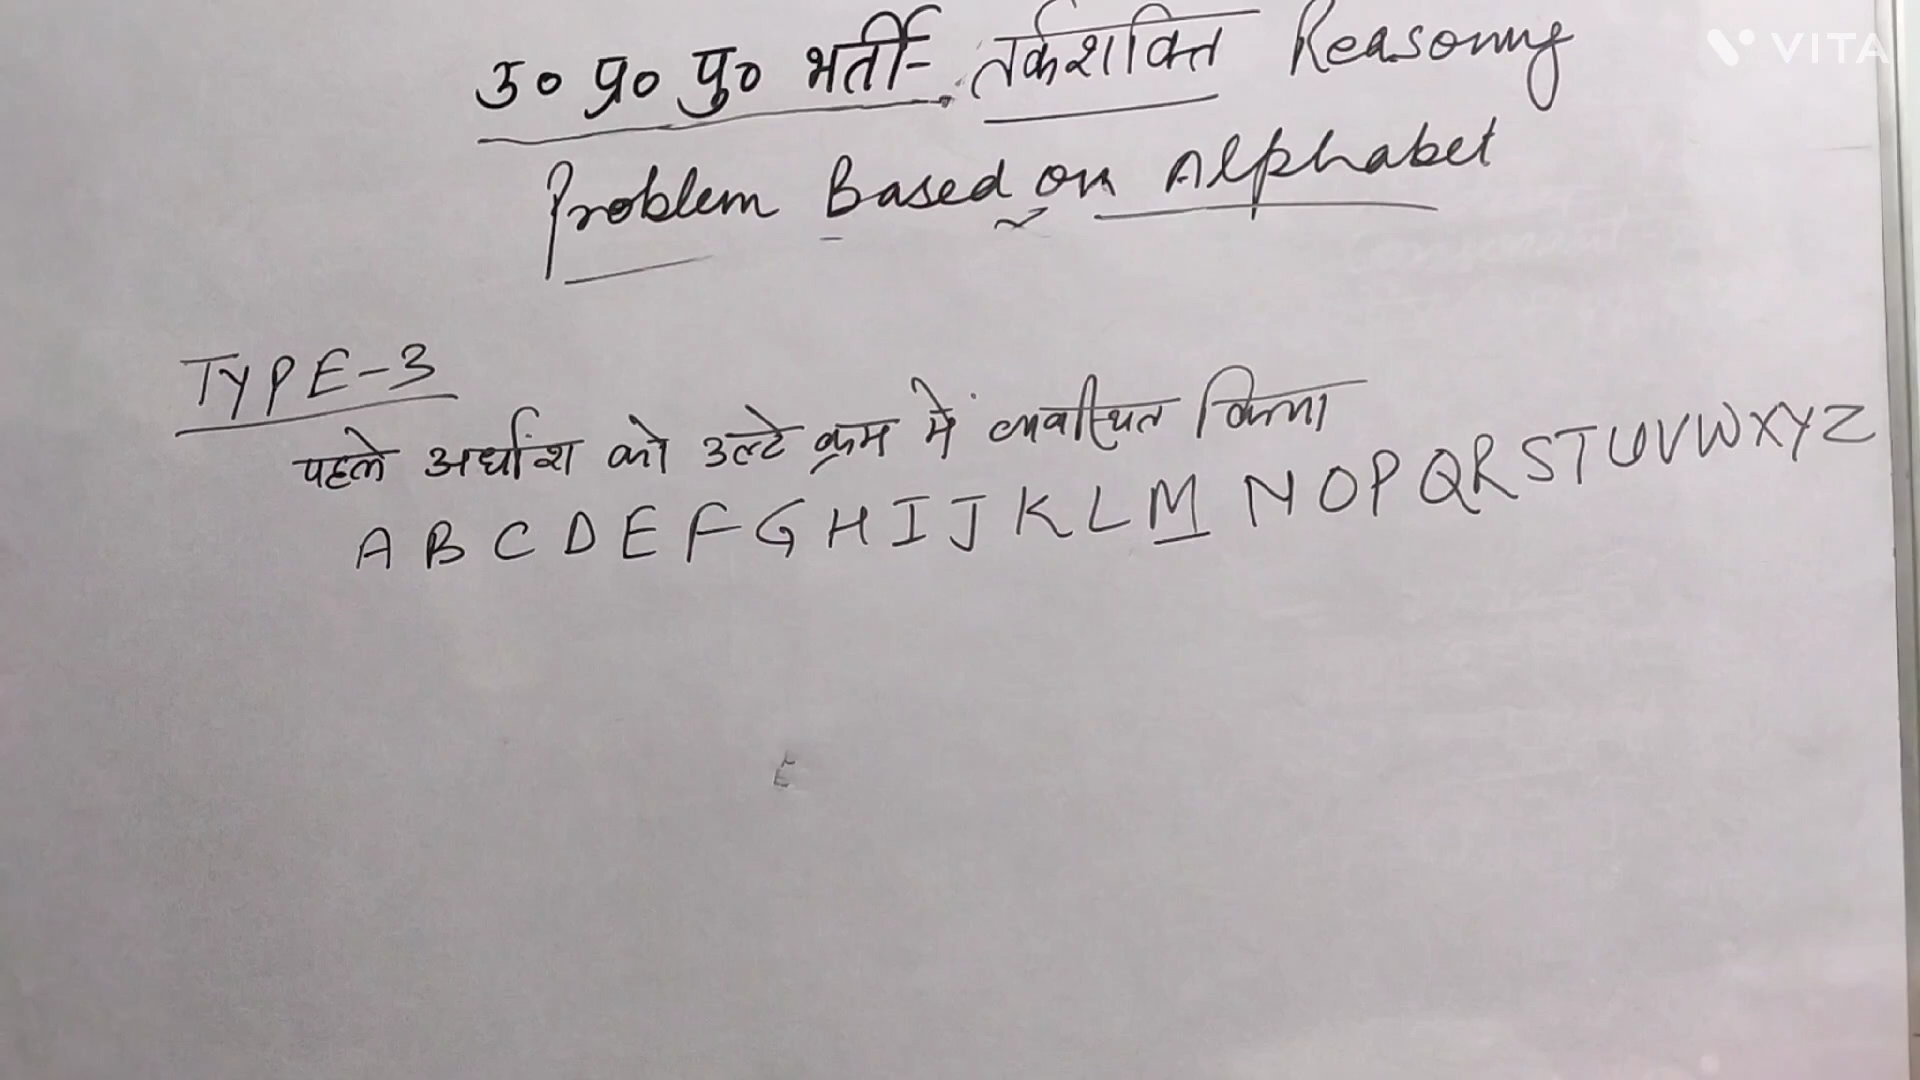 उ० प्र० पु० भर्ती- तर्कशक्ति Reasoning
Problem Based on Alphabet
TYPE-3
पहले अर्धांश को उल्टे क्रम में व्यवस्थित किया
A B C D E F G H I J K L M N O P Q R S T U V W X Y Z
VITA